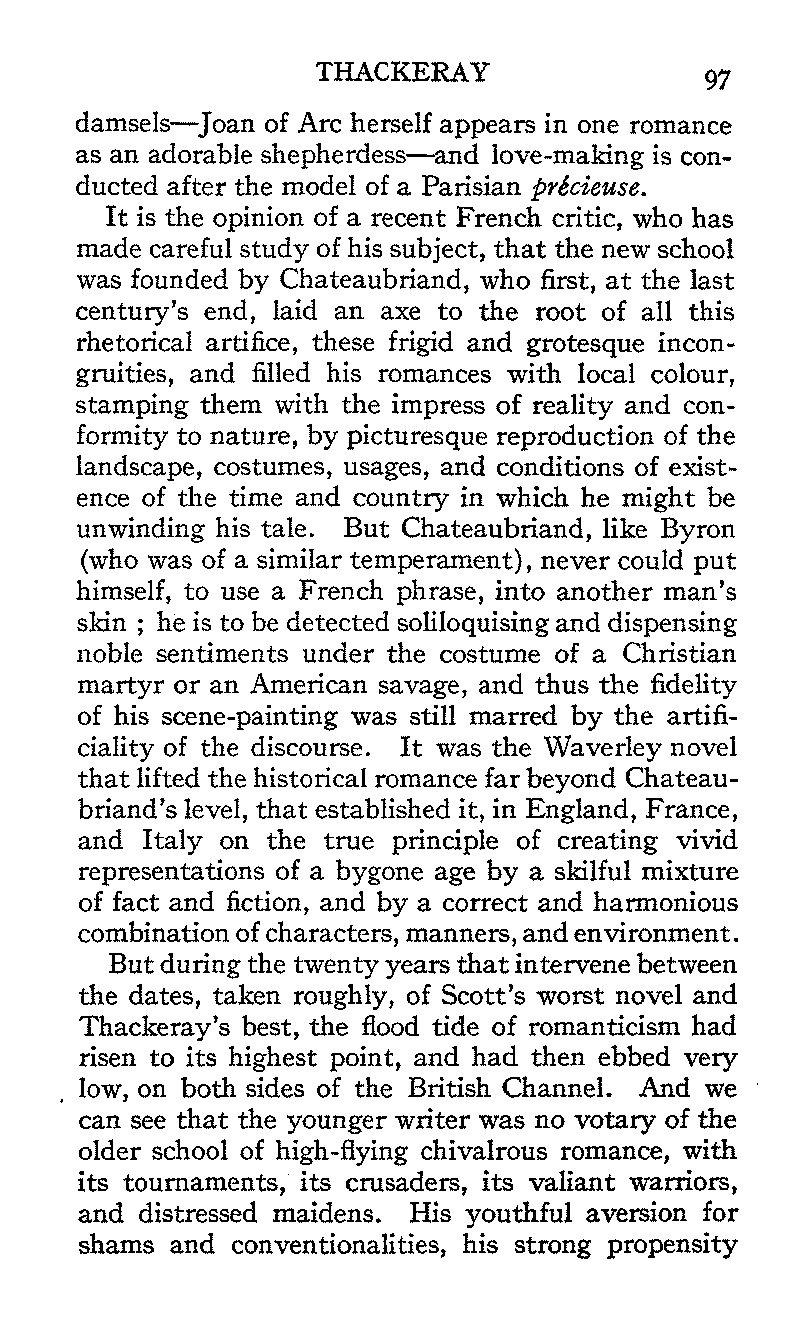 THACKERAY 97
damsels—Joan of Arc herself appears in one romance
as an adorable shepherdess—and love-making is con-
ducted after the model of a Parisian précieuse.
It is the opinion of a recent French critic, who has
made careful study of his subject, that the new school
was founded by Chateaubriand, who first, at the last
century's end, laid an axe to the root of all this
rhetorical artifice, these frigid and grotesque incon-
gruities, and filled his romances with local colour,
stamping them with the impress of reality and con-
formity to nature, by picturesque reproduction of the
landscape, costumes, usages, and conditions of exist-
ence of the time and country in which he might be
unwinding his tale. But Chateaubriand, like Byron
(who was of a similar temperament), never could put
himself, to use a French phrase, into another man's
skin ; he is to be detected soliloquising and dispensing
noble sentiments under the costume of a Christian
martyr or an American savage, and thus the fidelity
of his scene-painting was still marred by the artifi-
ciality of the discourse. It was the Waverley novel
that lifted the historical romance far beyond Chateau-
briand's level, that established it, in England, France,
and Italy on the true principle of creating vivid
representations of a bygone age by a skilful mixture
of fact and fiction, and by a correct and harmonious
combination of characters, manners, and environment.
But during the twenty years that intervene between
the dates, taken roughly, of Scott's worst novel and
Thackeray's best, the flood tide of romanticism had
risen to its highest point, and had then ebbed very
low, on both sides of the British Channel. And we
can see that the younger writer was no votary of the
older school of high-flying chivalrous romance, with
its tournaments, its crusaders, its valiant warriors,
and distressed maidens. His youthful aversion for
shams and conventionalities, his strong propensity